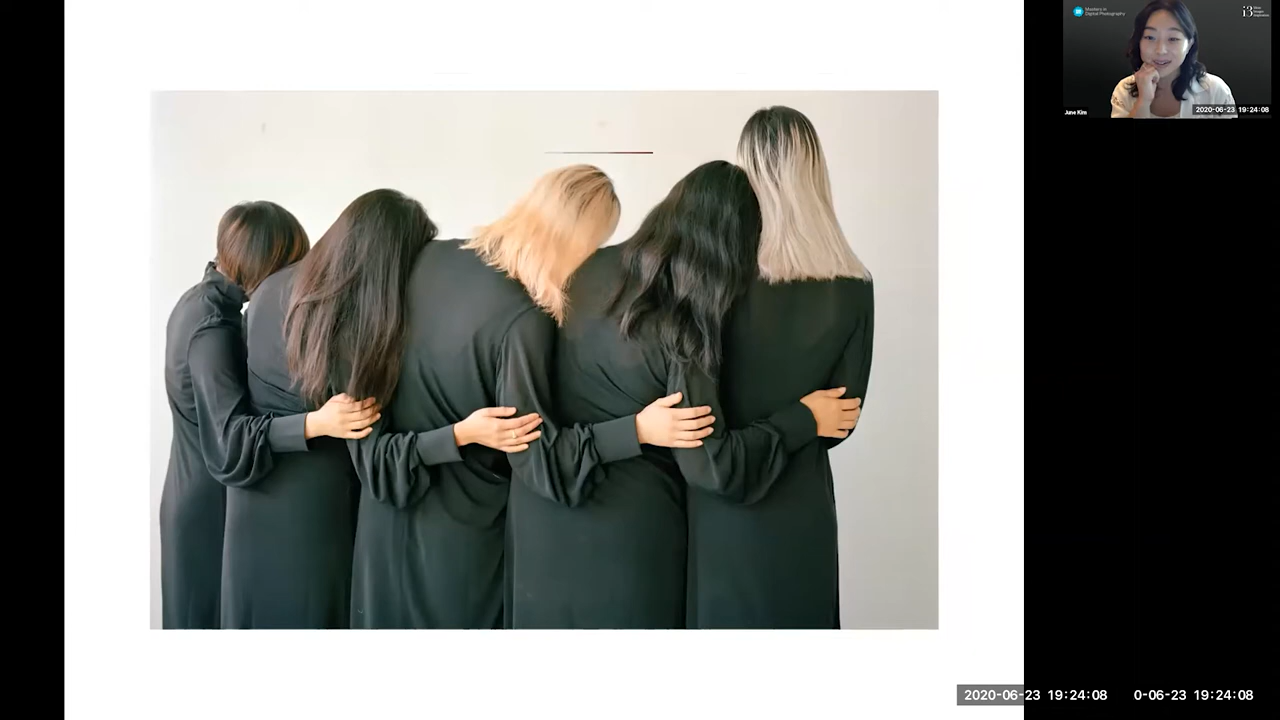 Masters in
Digital Photography
i3
June Kim
2020-06-23 19:24:08
2020-06-23 19:24:08
0-06-23 19:24:08